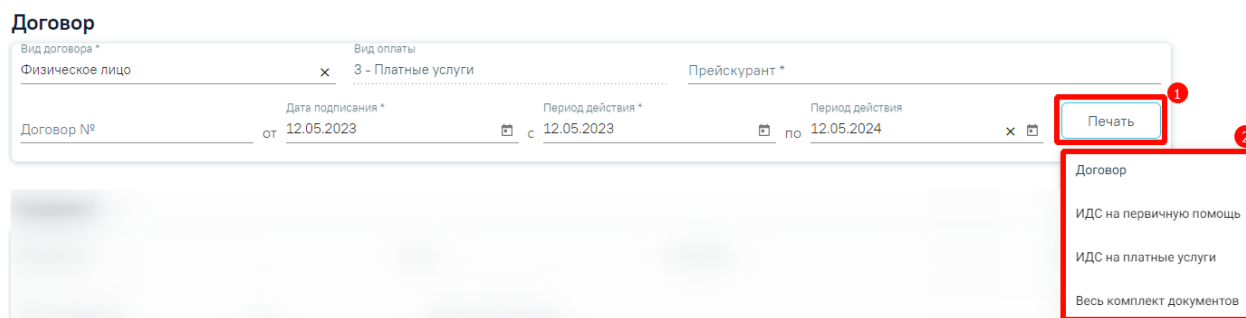 Договор
Вид договора * Вид оплаты
Физическое лицо × 3 - Платные услуги Прейскурант *
1
Дата подписания * Период действия * Период действия
Договор № от 12.05.2023 с 12.05.2023 по 12.05.2024 × Печать
2
Договор
ИДС на первичную помощь
ИДС на платные услуги
Весь комплект документов